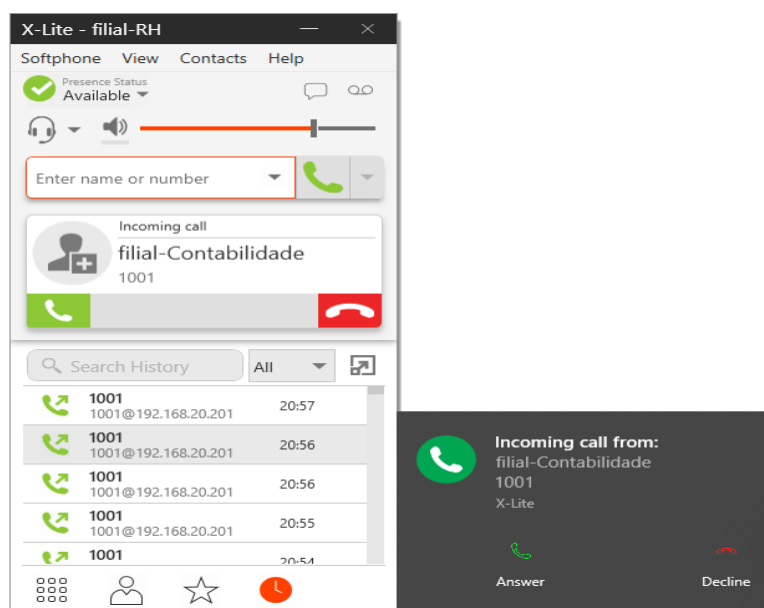 X-Lite - filial-RH
Softphone View Contacts Help
Presence Status
Available
Enter name or number
Incoming call
filial-Contabilidade
1001
Search History All
1001
1001@192.168.20.201 20:57
1001
1001@192.168.20.201 20:56
1001
1001@192.168.20.201 20:56
1001
1001@192.168.20.201 20:55
1001
20:54
Incoming call from:
filial-Contabilidade
1001
X-Lite
Answer Decline